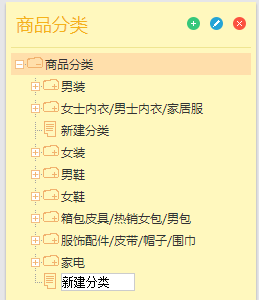 商品分类
商品分类
男装
女士内衣/男士内衣/家居服
新建分类
女装
男鞋
女鞋
箱包皮具/热销女包/男包
服饰配件/皮带/帽子/围巾
家电
新建分类